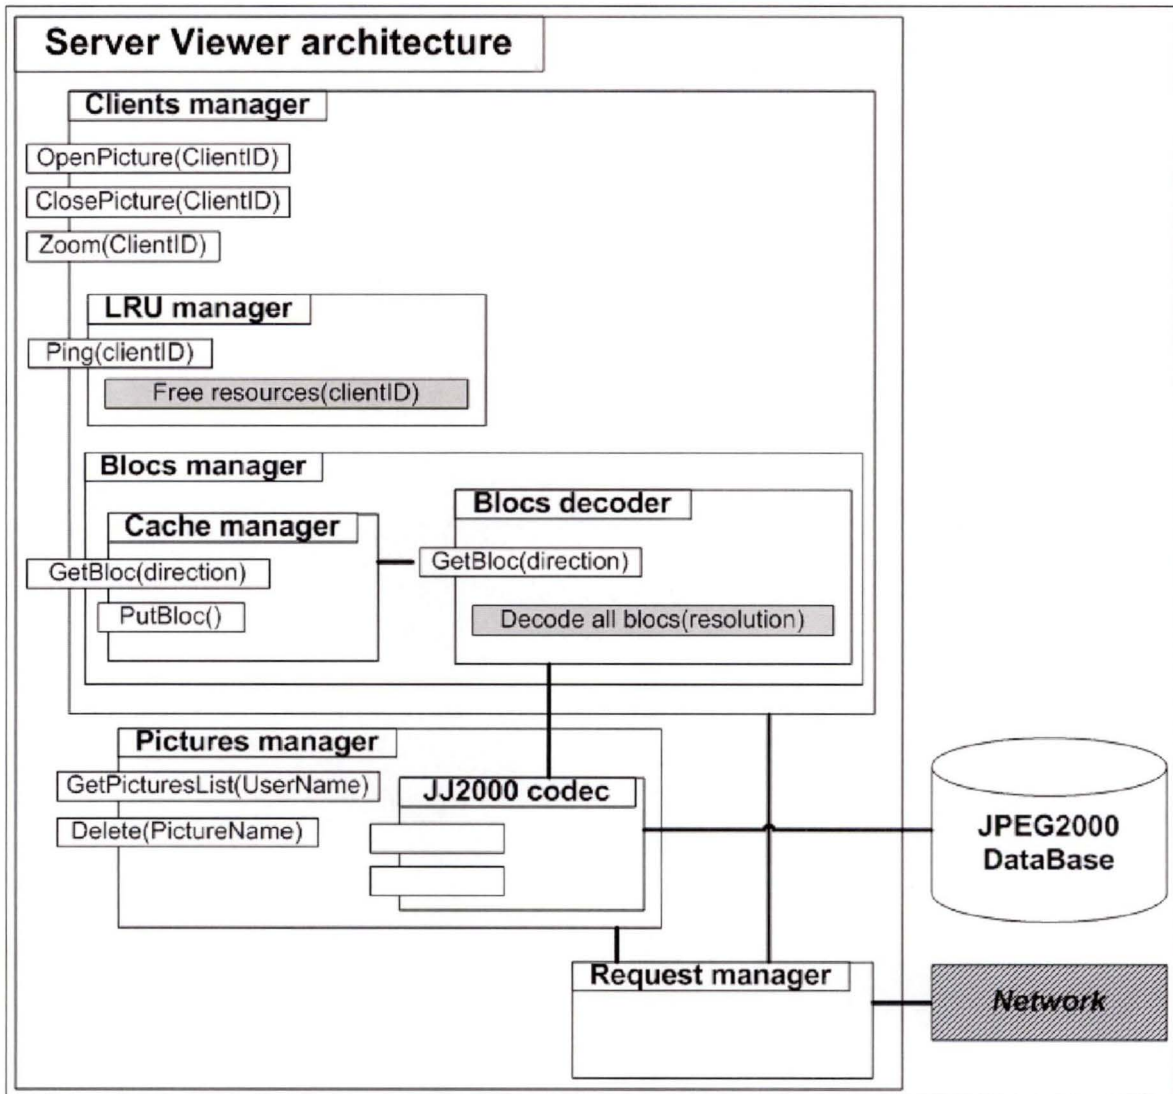 Server Viewer architecture
Clients manager
OpenPicture(ClientID)
ClosePicture(ClientID)
Zoom(ClientID)
LRU manager
Ping(clientID)
Free resources(clientID)
Blocs manager
Cache manager
GetBloc(direction)
PutBloc()
Blocs decoder
GetBloc(direction)
Decode all blocs(resolution)
Pictures manager
GetPicturesList(UserName)
Delete(PictureName)
JJ2000 codec
JPEG2000
DataBase
Request manager
Network